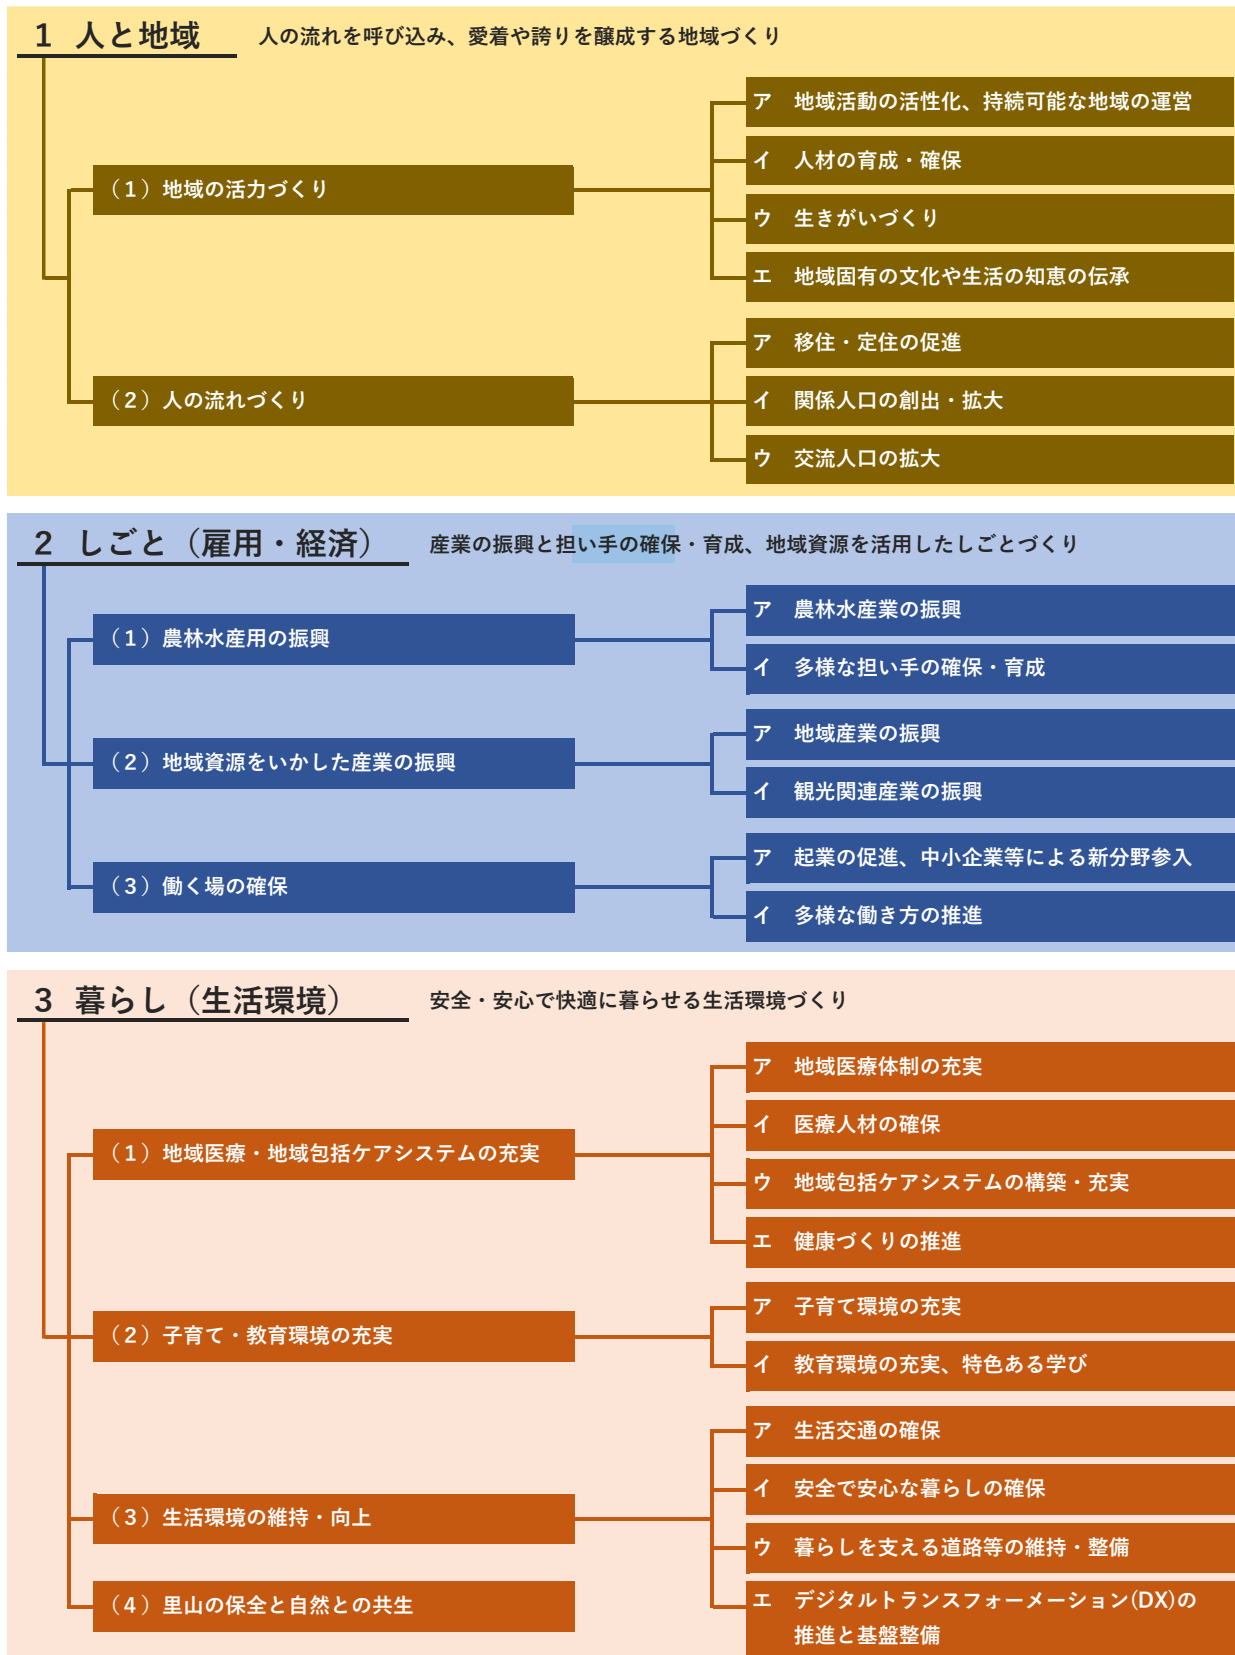 1 人と地域 人の流れを呼び込み、愛着や誇りを醸成する地域づくり
（１）地域の活力づくり
ア 地域活動の活性化、持続可能な地域の運営
イ 人材の育成・確保
ウ 生きがいづくり
エ 地域固有の文化や生活の知恵の伝承
（２）人の流れづくり
ア 移住・定住の促進
イ 関係人口の創出・拡大
ウ 交流人口の拡大
2 しごと（雇用・経済） 産業の振興と担い手の確保・育成、地域資源を活用したしごとづくり
（１）農林水産用の振興
ア 農林水産業の振興
イ 多様な担い手の確保・育成
（２）地域資源をいかした産業の振興
ア 地域産業の振興
イ 観光関連産業の振興
（３）働く場の確保
ア 起業の促進、中小企業等による新分野参入
イ 多様な働き方の推進
3 暮らし（生活環境） 安全・安心で快適に暮らせる生活環境づくり
（１）地域医療・地域包括ケアシステムの充実
ア 地域医療体制の充実
イ 医療人材の確保
ウ 地域包括ケアシステムの構築・充実
エ 健康づくりの推進
（２）子育て・教育環境の充実
ア 子育て環境の充実
イ 教育環境の充実、特色ある学び
（３）生活環境の維持・向上
ア 生活交通の確保
イ 安全で安心な暮らしの確保
ウ 暮らしを支える道路等の維持・整備
エ デジタルトランスフォーメーション(DX)の
推進と基盤整備
（４）里山の保全と自然との共生